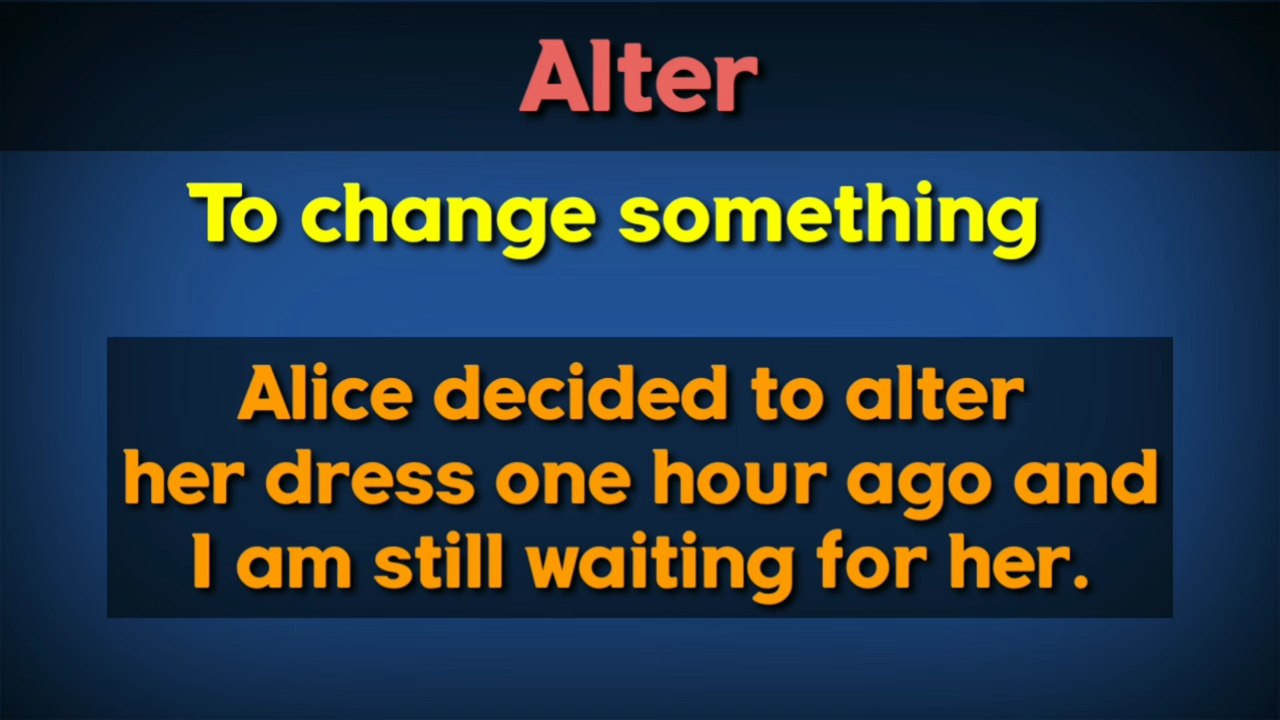 Alter
To change something
Alice decided to alter
her dress one hour ago and
I am still waiting for her.